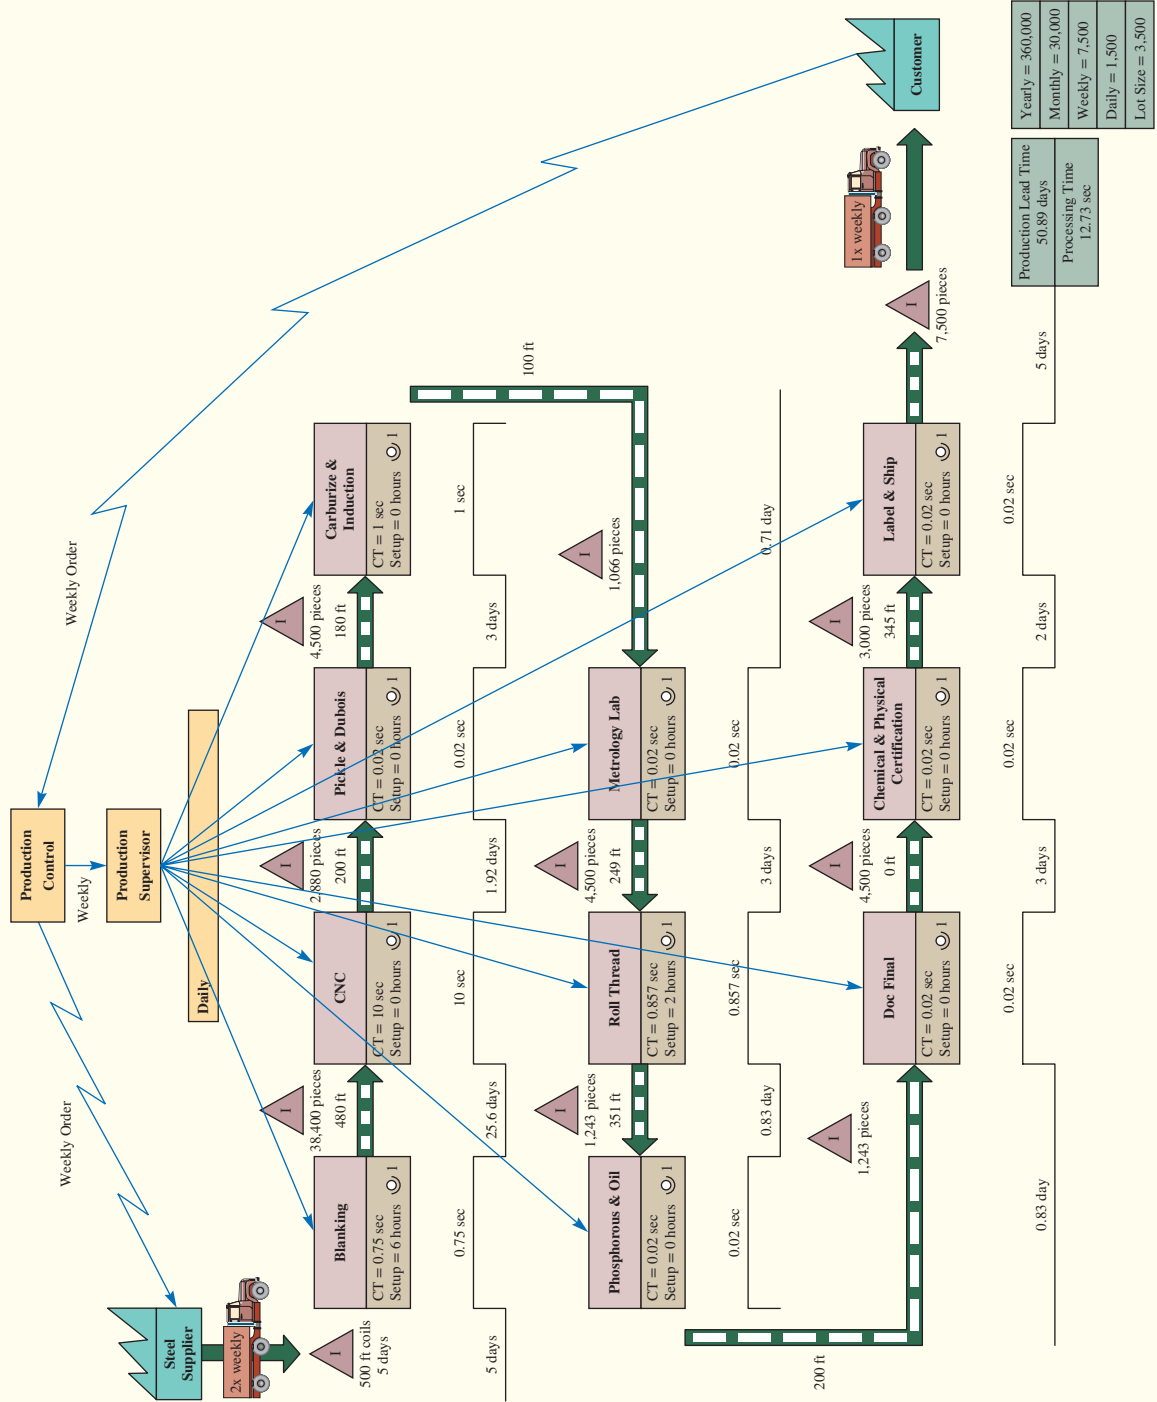 Production
Control
Weekly Order
Weekly Order
Weekly
Production
Supervisor
Daily
Steel
Supplier
2x weekly
I
500 ft coils
5 days
Customer
1x weekly
Blanking
CT = 0.75 sec
Setup = 6 hours
1
I
38,400 pieces
480 ft
CNC
CT = 10 sec
Setup = 0 hours
1
I
2,880 pieces
200 ft
Pickle & Dubois
CT = 0.02 sec
Setup = 0 hours
1
I
4,500 pieces
180 ft
Carburize &
Induction
CT = 1 sec
Setup = 0 hours
1
5 days
0.75 sec
25.6 days
10 sec
1.92 days
0.02 sec
3 days
1 sec
100 ft
I
1,066 pieces
Metrology Lab
CT = 0.02 sec
Setup = 0 hours
1
I
4,500 pieces
249 ft
Roll Thread
CT = 0.857 sec
Setup = 2 hours
1
I
1,243 pieces
351 ft
Phosphorous & Oil
CT = 0.02 sec
Setup = 0 hours
1
0.02 sec
0.83 day
0.857 sec
3 days
0.02 sec
0.71 day
200 ft
I
1,243 pieces
Doc Final
CT = 0.02 sec
Setup = 0 hours
1
I
4,500 pieces
0 ft
Chemical & Physical
Certification
CT = 0.02 sec
Setup = 0 hours
1
I
3,000 pieces
345 ft
Label & Ship
CT = 0.02 sec
Setup = 0 hours
1
I
7,500 pieces
0.83 day
0.02 sec
3 days
0.02 sec
2 days
0.02 sec
5 days
Production Lead Time
50.89 days
Processing Time
12.73 sec
Yearly = 360,000
Monthly = 30,000
Weekly = 7,500
Daily = 1,500
Lot Size = 3,500